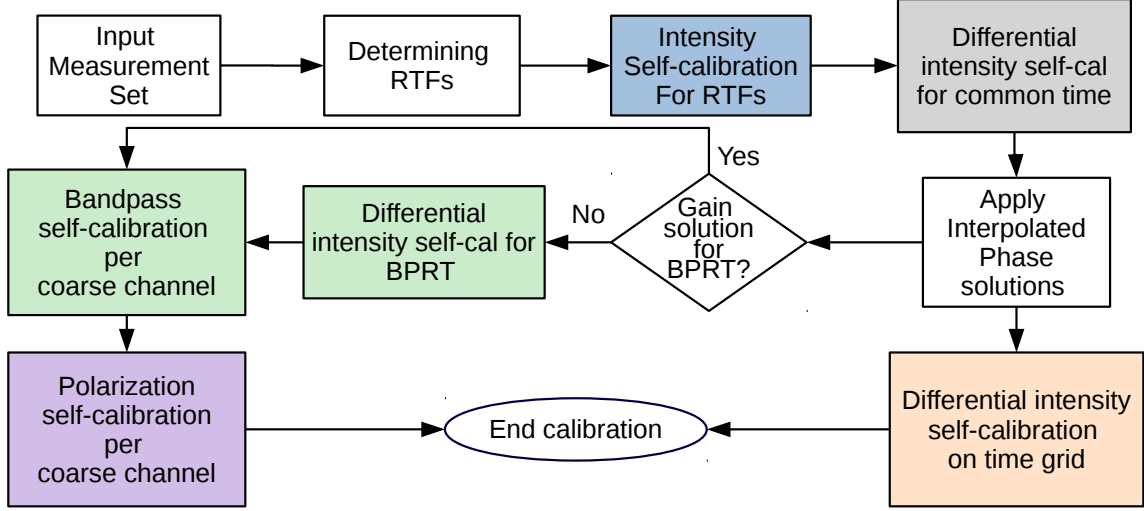 Input
Measurement
Set
Determining
RTFs
Intensity
Self-calibration
For RTFs
Differential
intensity self-cal
for common time
Yes
Bandpass
self-calibration
per
coarse channel
Differential
intensity self-cal for
BPRT
No
Gain
solution
for
BPRT?
Apply
Interpolated
Phase
solutions
Polarization
self-calibration
per
coarse channel
End calibration
Differential intensity
self-calibration
on time grid